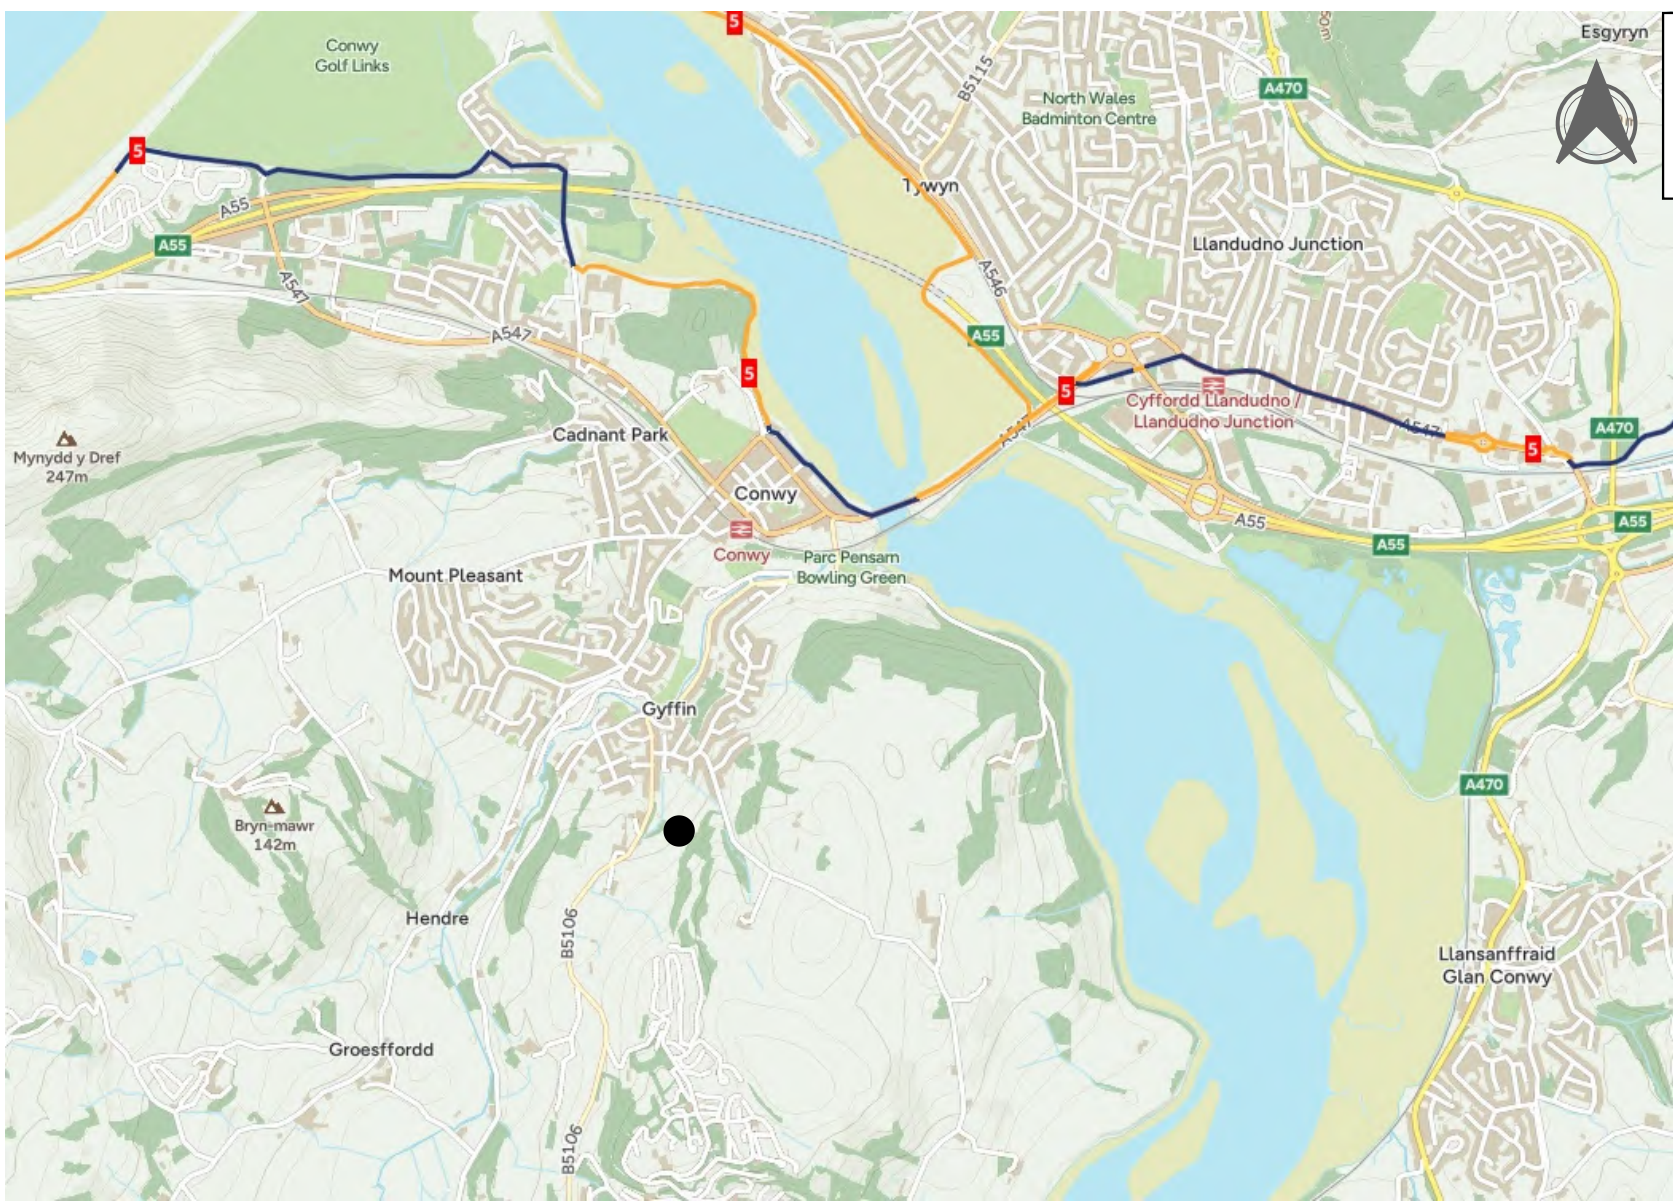 5
Conwy
Golf Links
Esgyryn
50m
B5115
A470
North Wales
Badminton Centre
5
Tywyn
A55
A55
Llandudno Junction
A547
A546
A547
A55
5
5
Cyffordd Llandudno /
Llandudno Junction
A547
A547
A470
5
Cadnant Park
Mynydd y Dref
247m
Conwy
A55
A55
A55
Conwy
Parc Pensarn
Bowling Green
Mount Pleasant
Gyffin
A470
Bryn-mawr
142m
Hendre
B5106
Llansanffraid
Glan Conwy
Groesffordd
B5106